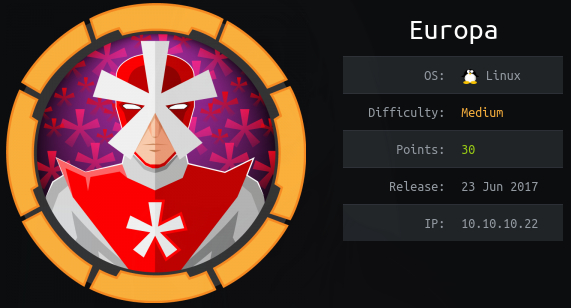 Europa
OS: Linux
Difficulty: Medium
Points: 30
Release: 23 Jun 2017
IP: 10.10.10.22